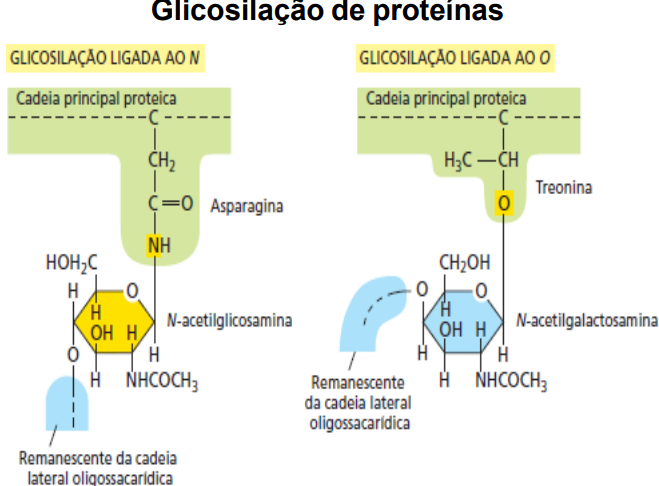 Glicosilação de proteínas
GLICOSILAÇÃO LIGADA AO N
Cadeia principal proteica
C
CH₂
C=O
Asparagina
NH
HOH₂C
H
O
H
OH H
N-acetilglicosamina
O
H
H
NHCOCH₃
Remanescente da cadeia
lateral oligossacarídica
GLICOSILAÇÃO LIGADA AO O
Cadeia principal proteica
C
H₃C—CH
Treonina
O
CH₂OH
O
O
H
OH H
N-acetilgalactosamina
H
H
H
NHCOCH₃
Remanescente
da cadeia lateral
oligossacarídica